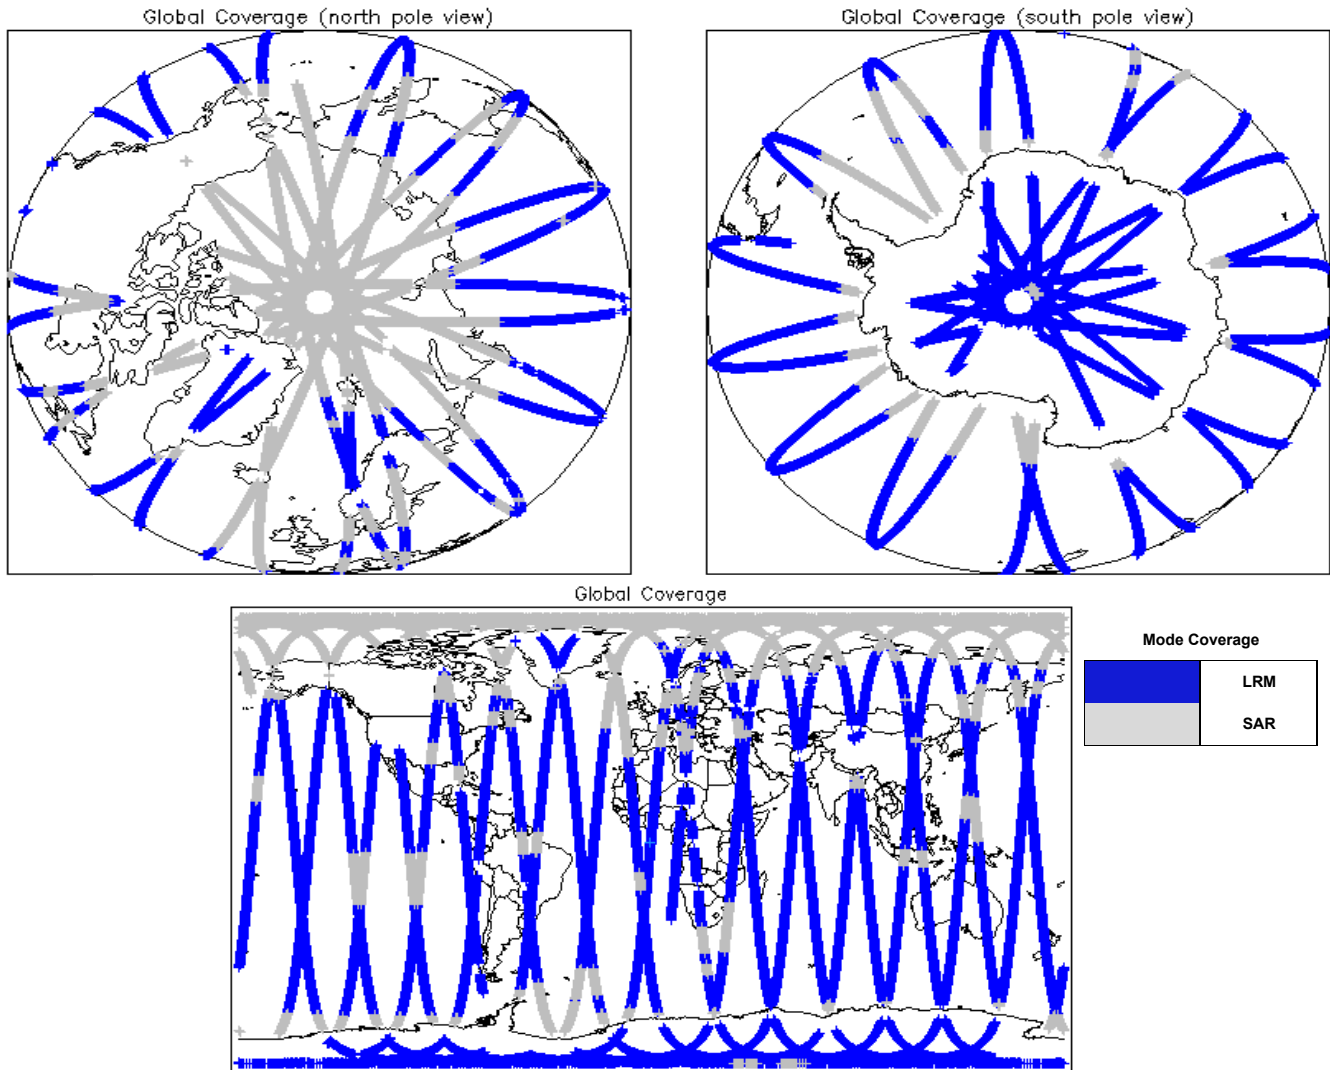 Global Coverage (north pole view)
Global Coverage (south pole view)
Global Coverage
Mode Coverage
LRM
SAR